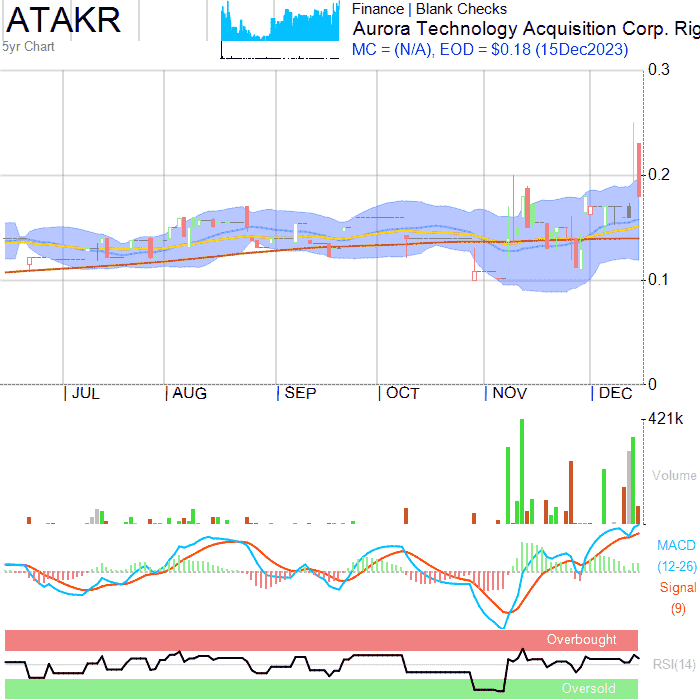 ATAKR
5yr Chart
Finance | Blank Checks
Aurora Technology Acquisition Corp. Rig
MC = (N/A), EOD = $0.18 (15Dec2023)
0.3
0.2
0.1
0
JUL AUG SEP OCT NOV DEC
421k
Volume
MACD
(12-26)
Signal
(9)
Overbought
RSI(14)
Oversold